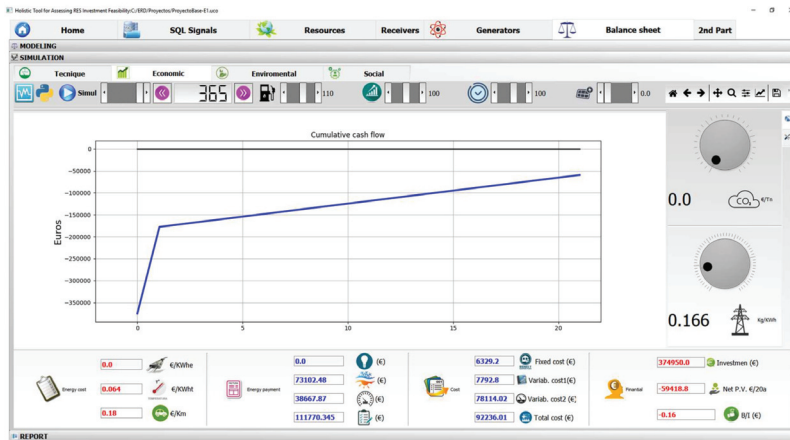 Holistic Tool for Assessing RES Investment Feasibility:C:/ERD/Proyectos/ProyectoBase-E1.uco
Home SQL Signals Resources Receivers Generators Balance sheet 2nd Part
MODELING
SIMULATION
Tecnique Economic Enviromental Social
Simul 365 110 100 100 0.0
Cumulative cash flow
0
−50000
−100000
−150000
−200000
−250000
−300000
−350000
Euros
0 5 10 15 20
0.0 CO₂ €/Tn
0.166 Kg/KWh
Energy cost
0.0 €/KWhe
0.064 €/KWht
0.18 €/Km
Energy payment
0.0 (€)
73102.48 (€)
38667.87 (€)
111770.345 (€)
Cost
6329.2 Fixed cost (€)
7792.8 Variab. cost1(€)
78114.02 Variab. cost2 (€)
92236.01 Total cost (€)
Finantial
374950.0 Investmen (€)
-59418.8 Net P.V. €/20a
-0.16 B/I (€)
REPORT